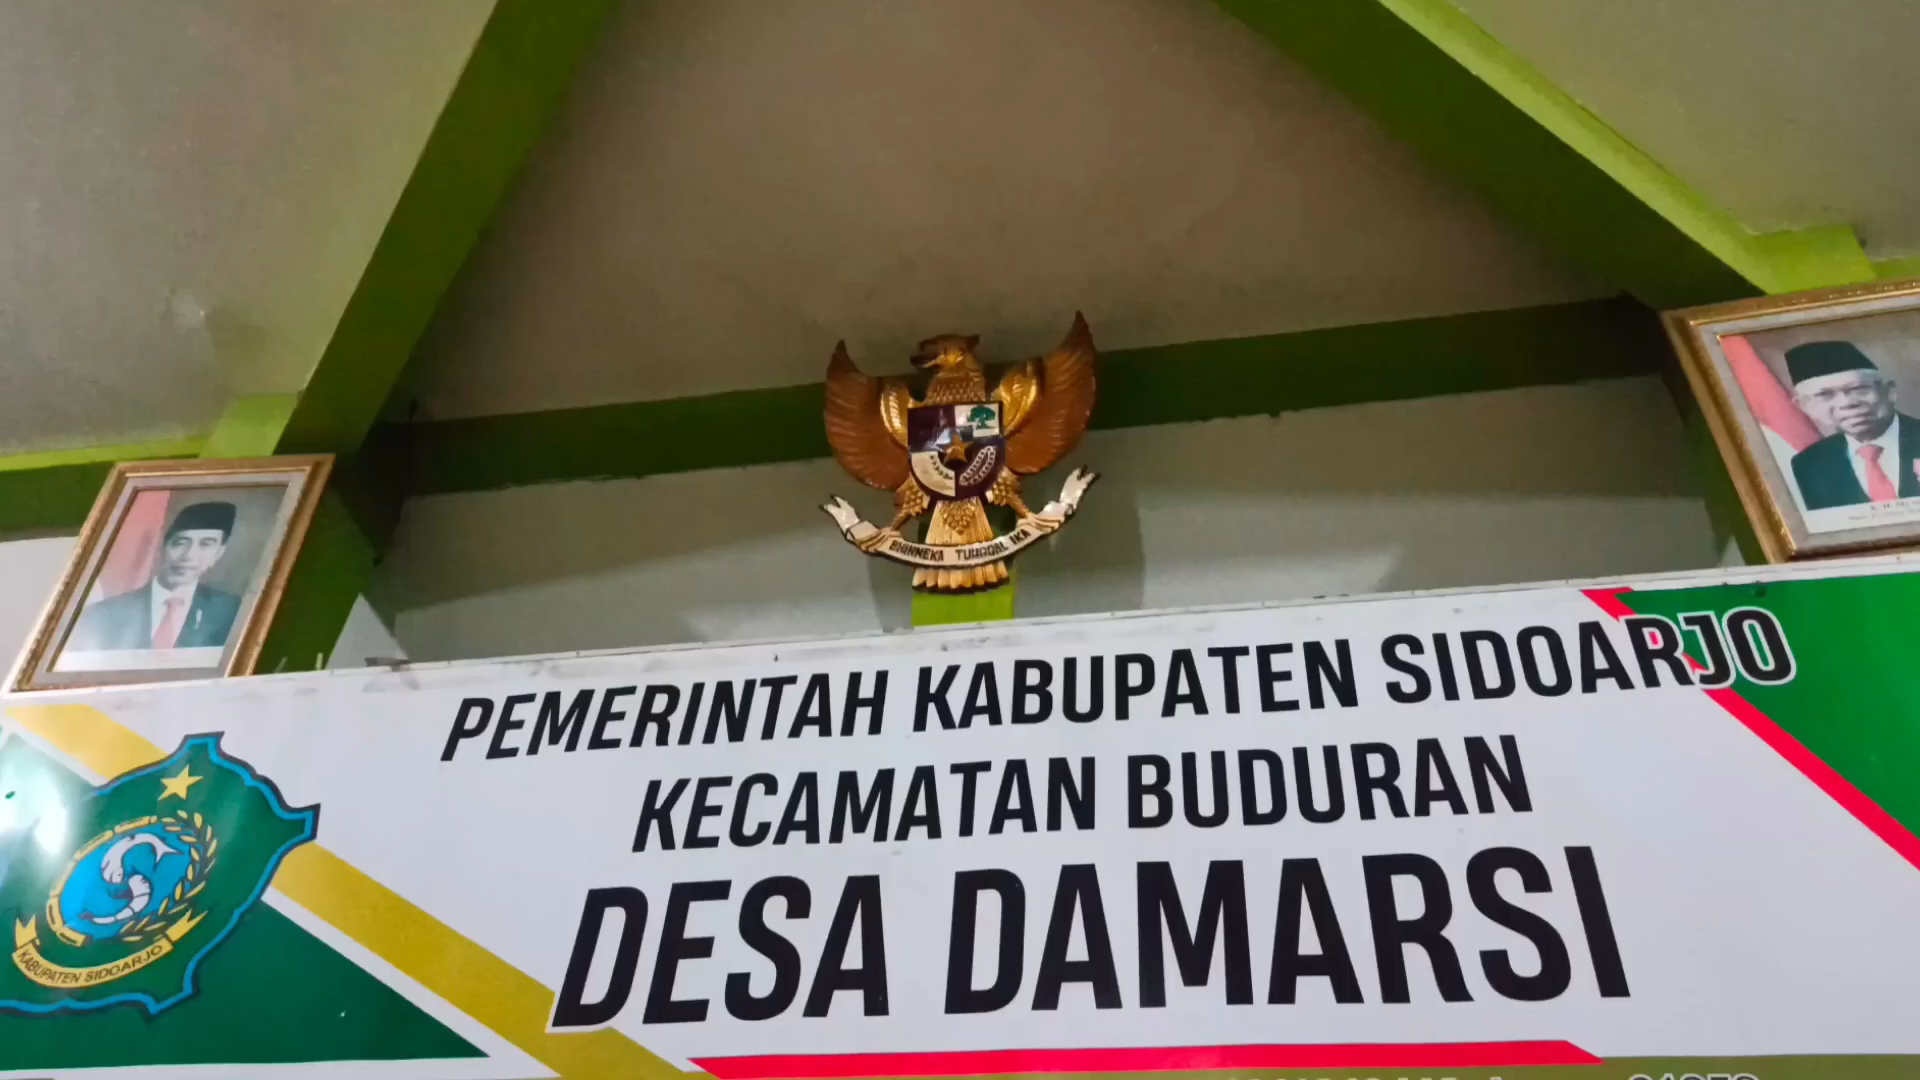 BHINNEKA TUNGGAL IKA
PEMERINTAH KABUPATEN SIDOARJO
KECAMATAN BUDURAN
DESA DAMARSI
KABUPATEN SIDOARJO